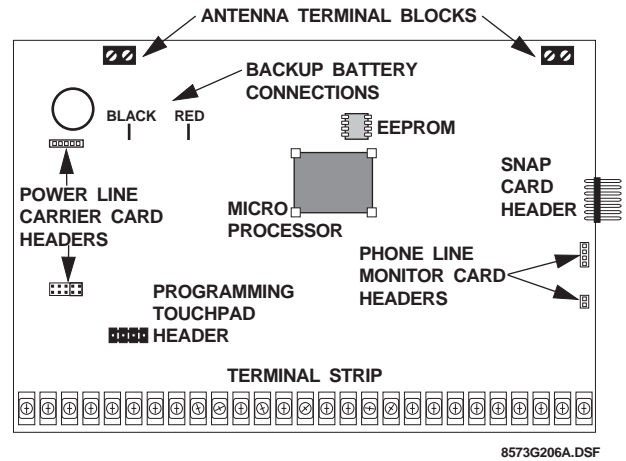 ANTENNA TERMINAL BLOCKS
BACKUP BATTERY
CONNECTIONS
BLACK RED
EEPROM
SNAP
CARD
HEADER
POWER LINE
CARRIER CARD
HEADERS
MICRO
PROCESSOR
PHONE LINE
MONITOR CARD
HEADERS
PROGRAMMING
TOUCHPAD
HEADER
TERMINAL STRIP
8573G206A.DSF